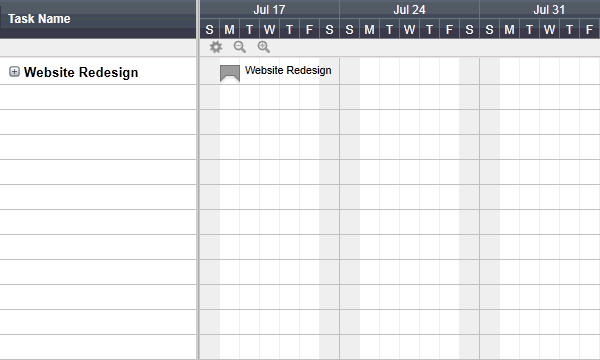 Task Name
Jul 17 Jul 24 Jul 31
S M T W T F S S M T W T F S S M T W T F
Website Redesign
Website Redesign